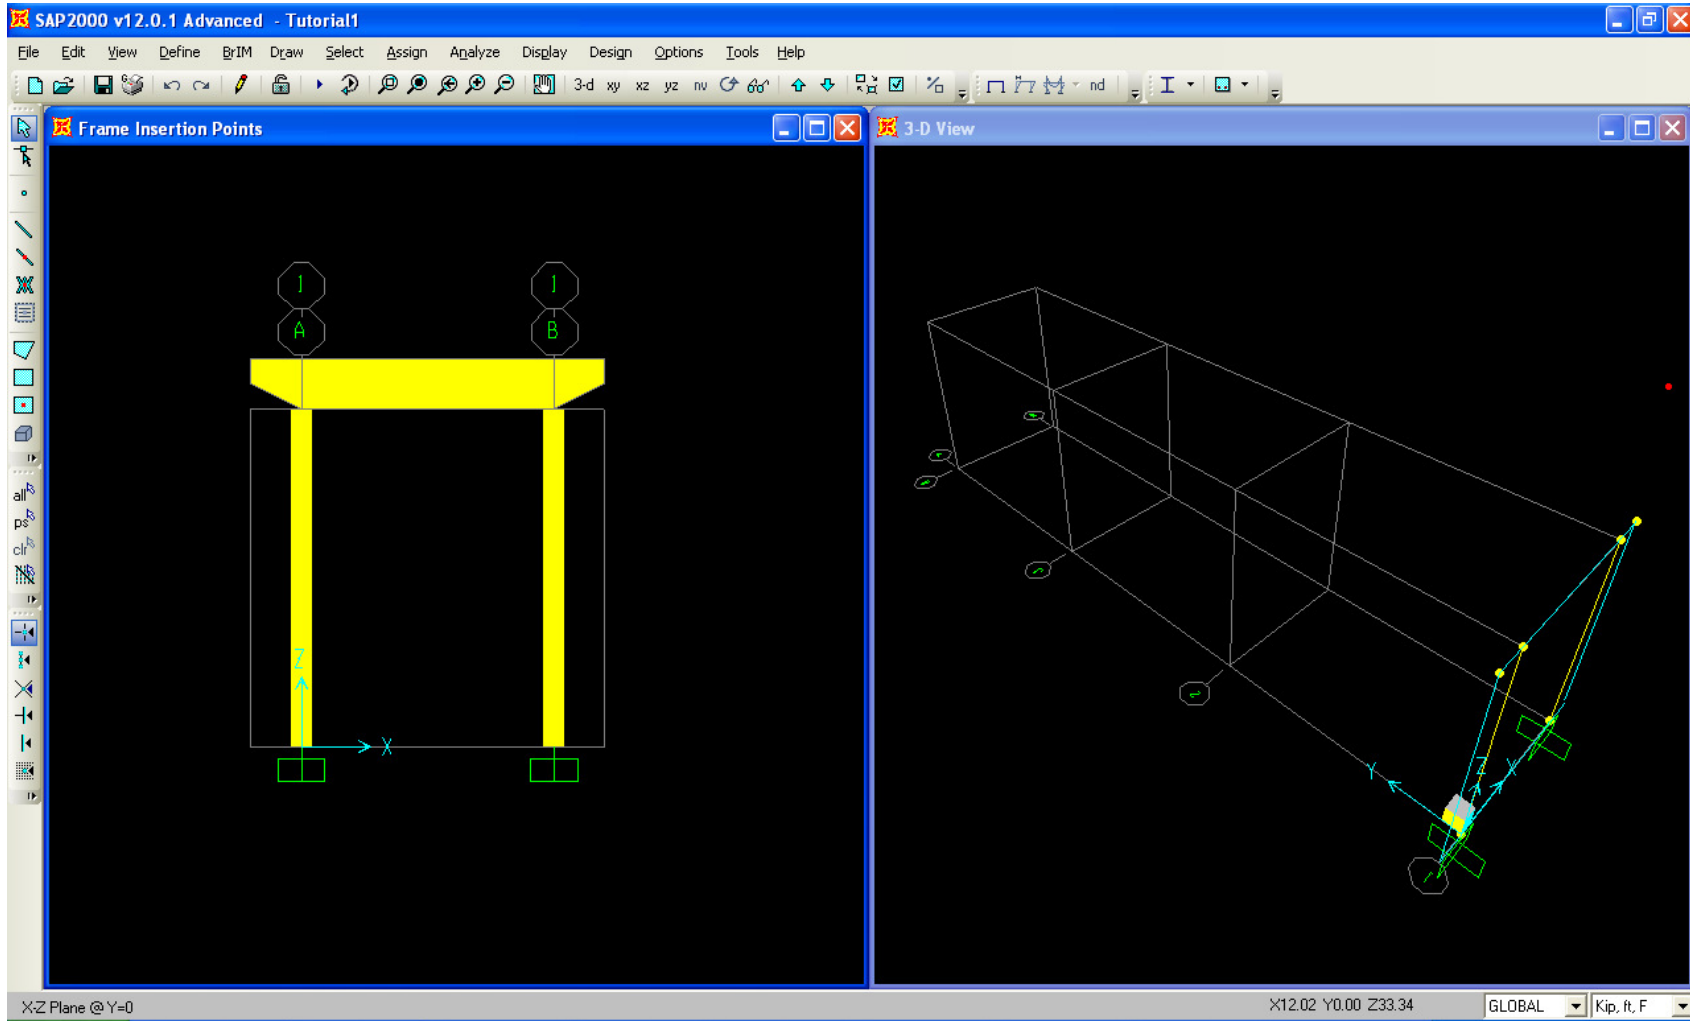 SAP2000 v12.0.1 Advanced - Tutorial1
File Edit View Define BrIM Draw Select Assign Analyze Display Design Options Tools Help
3-d xy xz yz nv nd
Frame Insertion Points
3-D View
all
ps
clr
1 1
A B
Z
X
Y Z X
X-Z Plane @ Y=0
X12.02 Y0.00 Z33.34
GLOBAL
Kip, ft, F